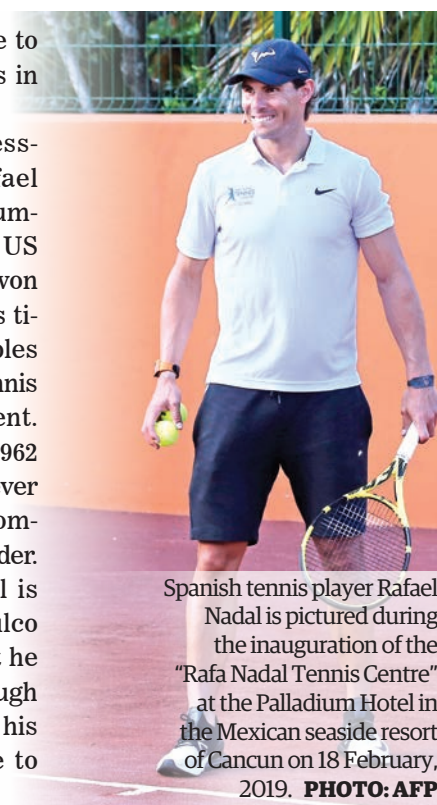 e to
s in
ess-
fael
um-
US
von
s ti-
oles
nnis
ent.
962
ver
om-
der.
l is
ulco
t he
ugh
his
e to
Spanish tennis player Rafael
Nadal is pictured during
the inauguration of the
“Rafa Nadal Tennis Centre”
at the Palladium Hotel in
the Mexican seaside resort
of Cancun on 18 February,
2019. PHOTO: AFP